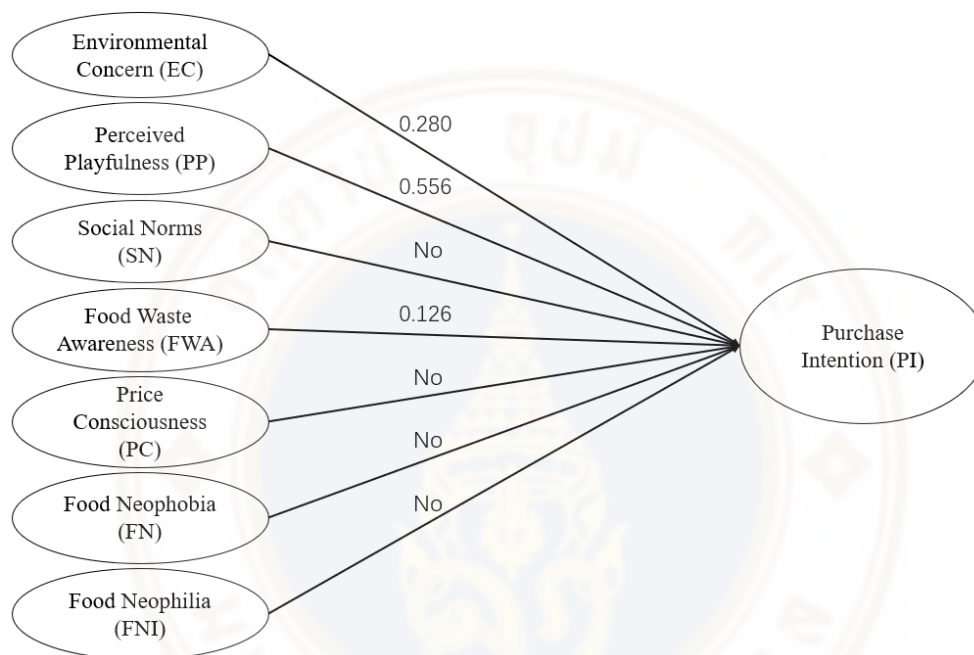 Environmental
Concern (EC)
0.280
Perceived
Playfulness (PP)
0.556
Social Norms
(SN)
No
Food Waste
Awareness (FWA)
0.126
Purchase
Intention (PI)
Price
Consciousness
(PC)
No
Food Neophobia
(FN)
No
Food Neophilia
(FNI)
No